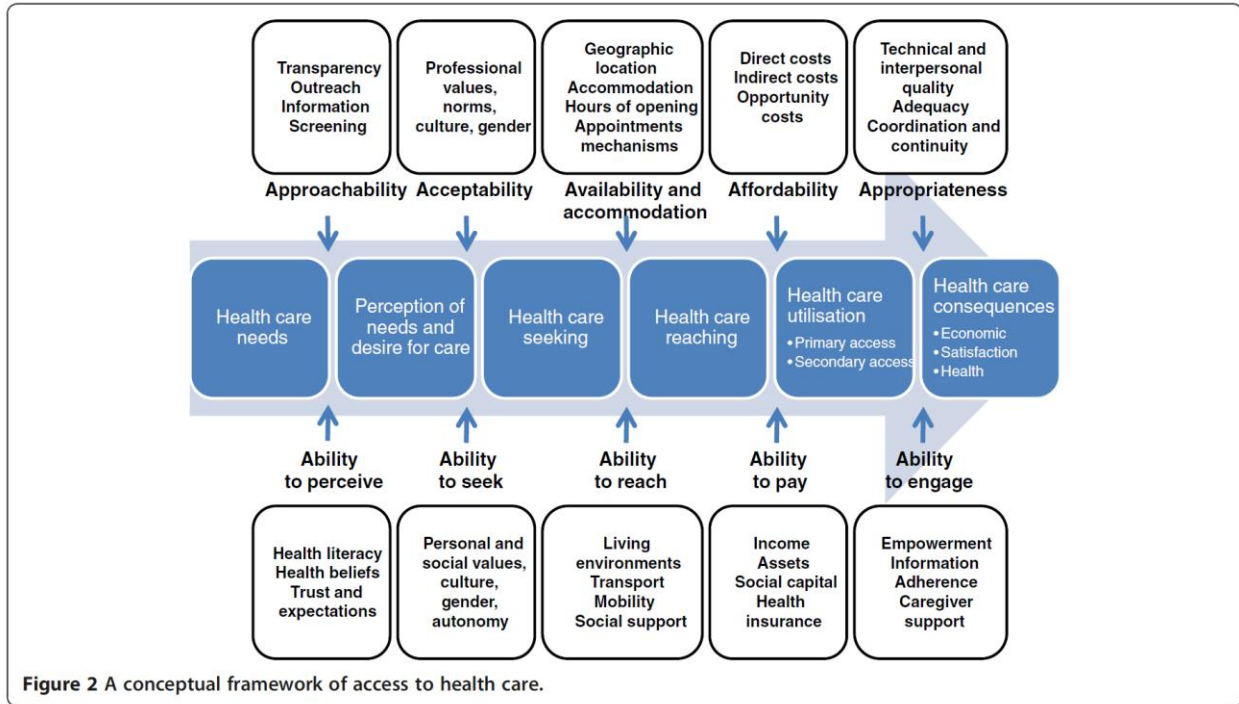 Transparency
Outreach
Information
Screening
Professional
values,
norms,
culture, gender
Geographic
location
Accommodation
Hours of opening
Appointments
mechanisms
Direct costs
Indirect costs
Opportunity
costs
Technical and
interpersonal
quality
Adequacy
Coordination and
continuity
Approachability
Acceptability
Availability and
accommodation
Affordability
Appropriateness
Health care
needs
Perception of
needs and
desire for care
Health care
seeking
Health care
reaching
Health care
utilisation
• Primary access
• Secondary access
Health care
consequences
• Economic
• Satisfaction
• Health
Ability
to perceive
Ability
to seek
Ability
to reach
Ability
to pay
Ability
to engage
Health literacy
Health beliefs
Trust and
expectations
Personal and
social values,
culture,
gender,
autonomy
Living
environments
Transport
Mobility
Social support
Income
Assets
Social capital
Health
insurance
Empowerment
Information
Adherence
Caregiver
support
Figure 2 A conceptual framework of access to health care.